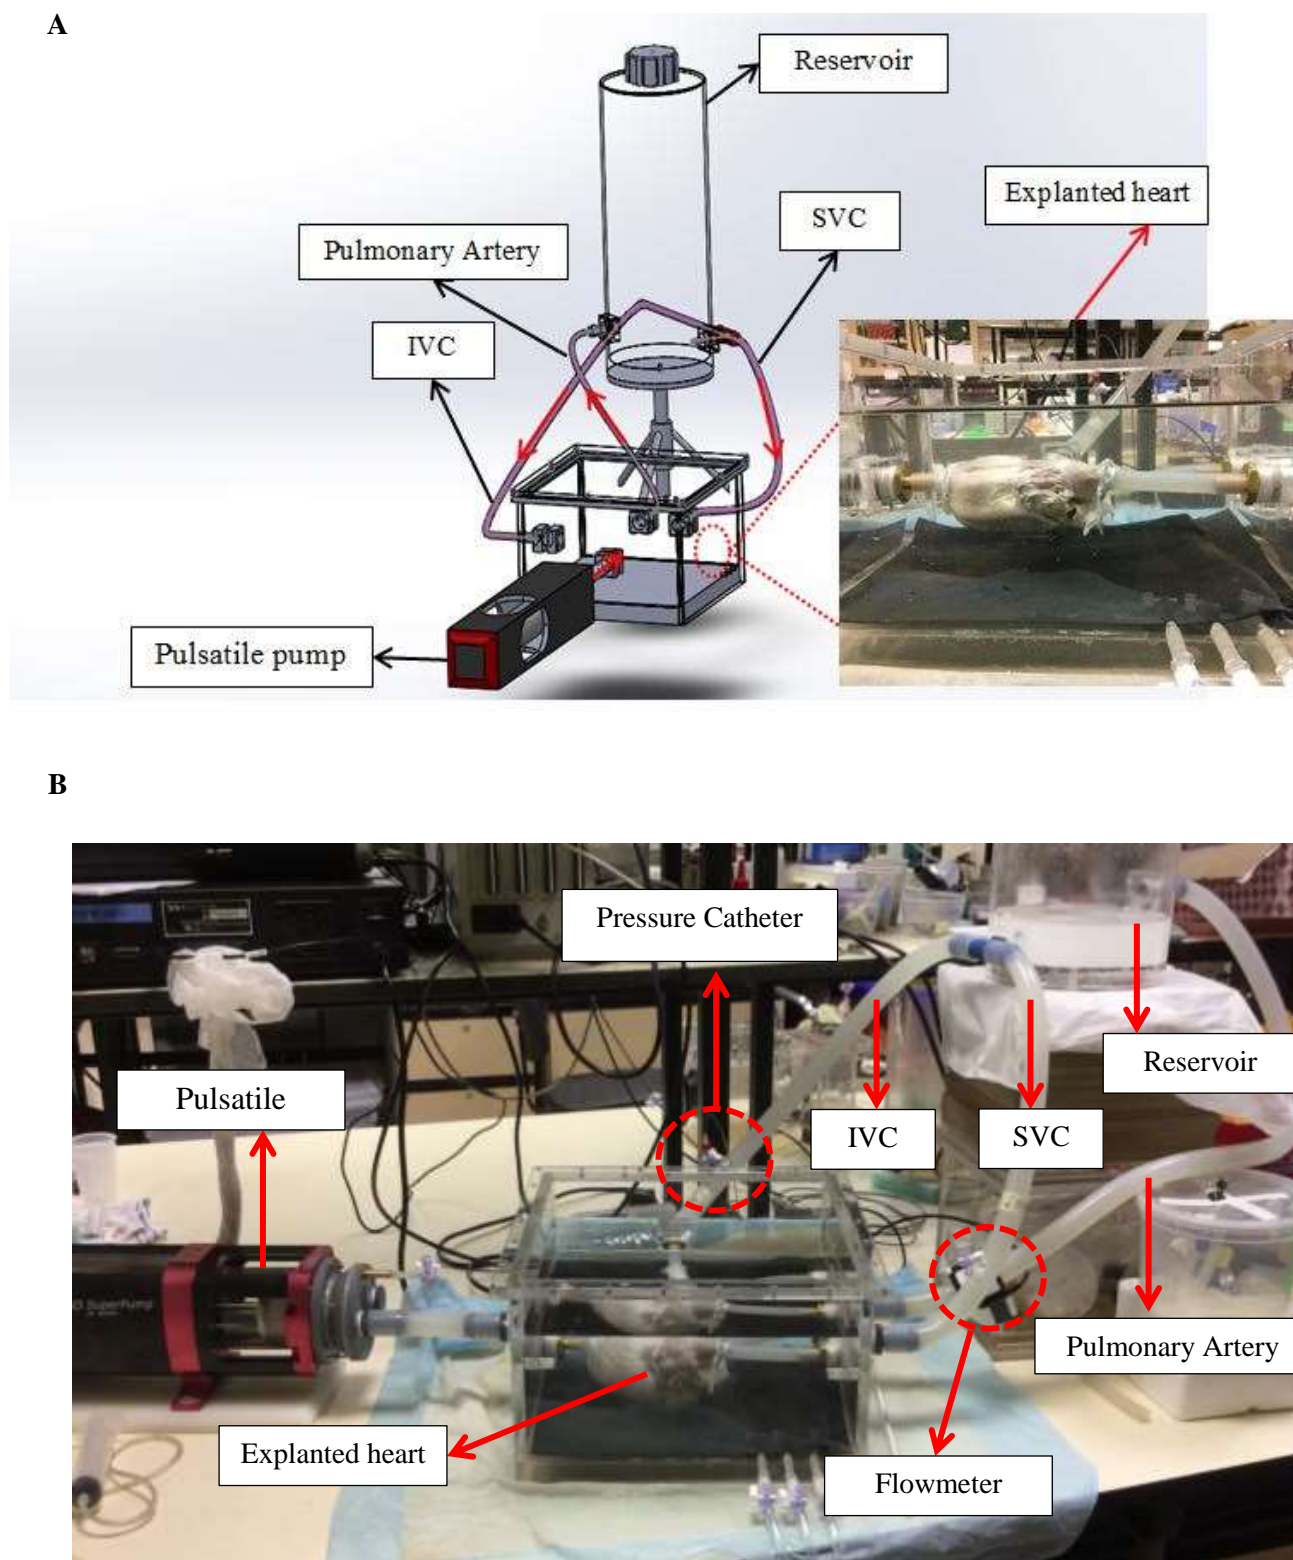 A
Reservoir
Explanted heart
SVC
Pulmonary Artery
IVC
Pulsatile pump
B
Pressure Catheter
Reservoir
Pulsatile
IVC
SVC
SuperPump
Pulmonary Artery
Explanted heart
Flowmeter